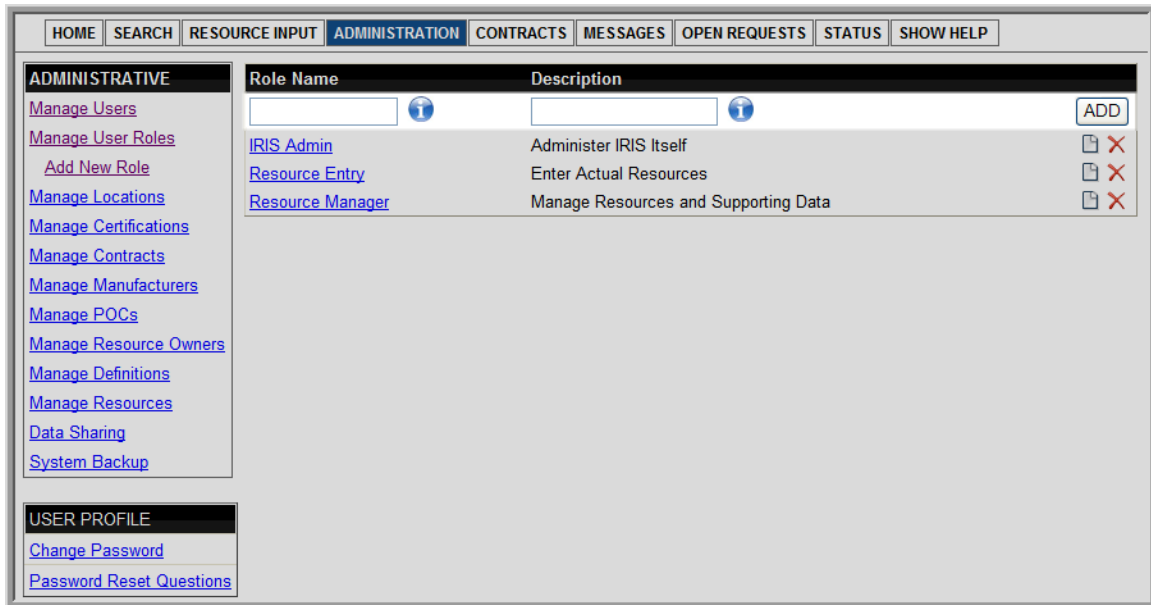 HOME SEARCH RESOURCE INPUT ADMINISTRATION CONTRACTS MESSAGES OPEN REQUESTS STATUS SHOW HELP
ADMINISTRATIVE
Manage Users
Manage User Roles
Add New Role
Manage Locations
Manage Certifications
Manage Contracts
Manage Manufacturers
Manage POCs
Manage Resource Owners
Manage Definitions
Manage Resources
Data Sharing
System Backup
USER PROFILE
Change Password
Password Reset Questions
Role Name Description
ADD
IRIS Admin Administer IRIS Itself
Resource Entry Enter Actual Resources
Resource Manager Manage Resources and Supporting Data